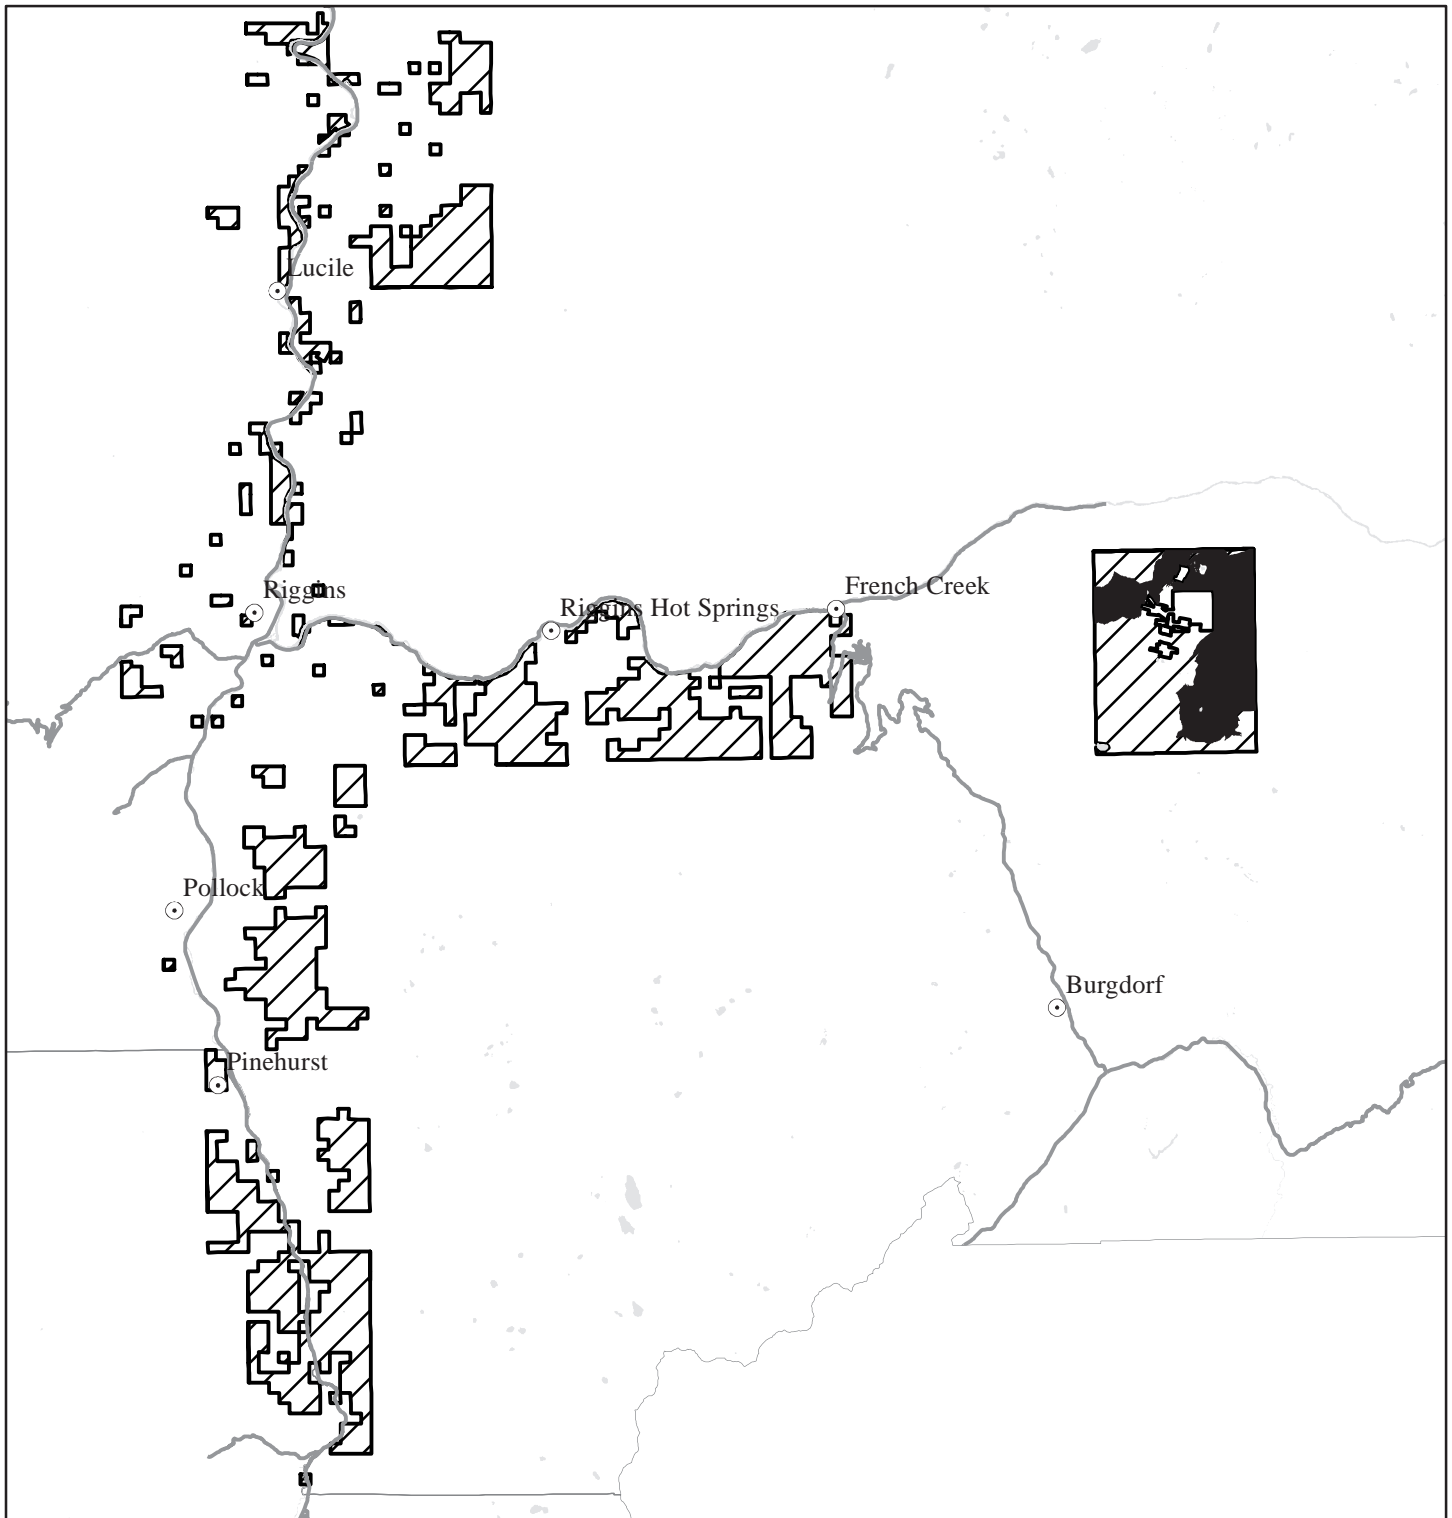 Lucile
Riggins
Riggins Hot Springs
French Creek
Pollock
Burgdorf
Pinehurst